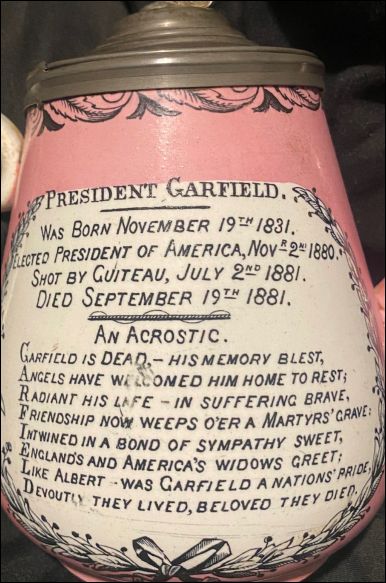 PRESIDENT GARFIELD.
WAS BORN NOVEMBER 19TH 1831.
ELECTED PRESIDENT OF AMERICA, NOVR 2ND 1880.
SHOT BY GUITEAU, JULY 2ND 1881.
DIED SEPTEMBER 19TH 1881.
AN ACROSTIC.
GARFIELD IS DEAD, – HIS MEMORY BLEST,
ANGELS HAVE WELCOMED HIM HOME TO REST;
RADIANT HIS LIFE – IN SUFFERING BRAVE,
FRIENDSHIP NOW WEEPS O'ER A MARTYRS' GRAVE:
INTWINED IN A BOND OF SYMPATHY SWEET,
ENGLAND'S AND AMERICA'S WIDOWS GREET;
LIKE ALBERT – WAS GARFIELD A NATIONS' PRIDE,
DEVOUTLY THEY LIVED, BELOVED THEY DIED.